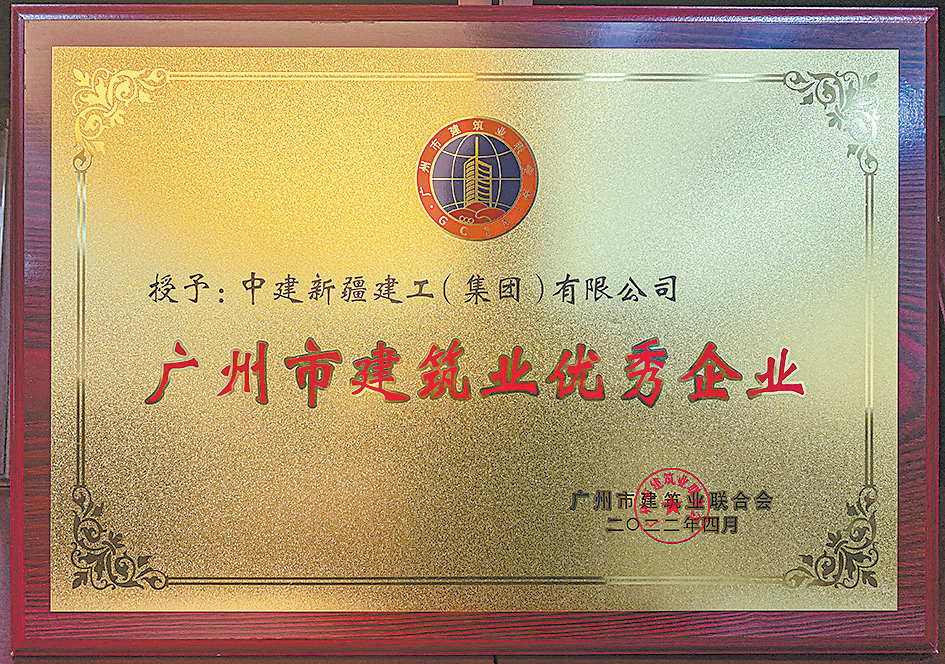 广州市建筑业联合会
GCIA
授予：中建新疆建工（集团）有限公司
广州市建筑业优秀企业
广州市建筑业联合会
二〇二二年四月